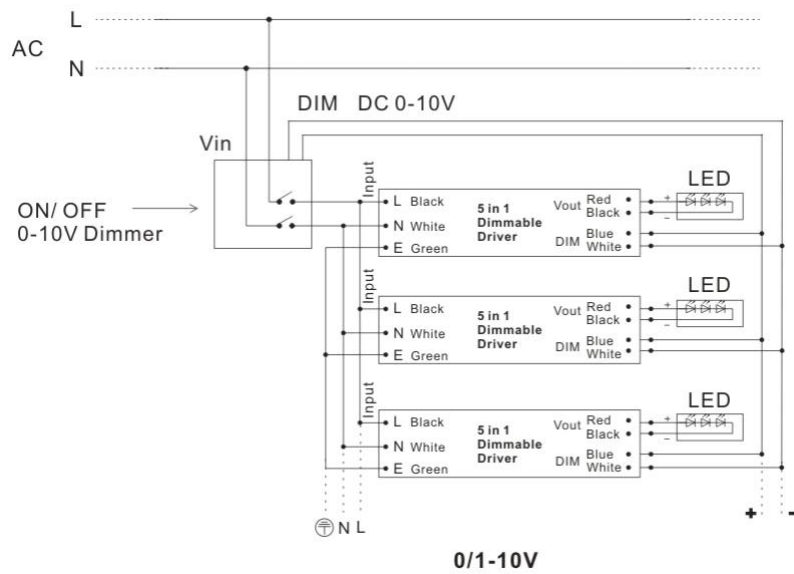 L
AC
N
DIM DC 0-10V
Vin
ON/ OFF
0-10V Dimmer
Input
L Black
N White
E Green
5 in 1
Dimmable
Driver
Vout Red
Black
DIM Blue
White
LED
+
−
Input
L Black
N White
E Green
5 in 1
Dimmable
Driver
Vout Red
Black
DIM Blue
White
LED
+
−
Input
L Black
N White
E Green
5 in 1
Dimmable
Driver
Vout Red
Black
DIM Blue
White
LED
+
−
N L
+ -
0/1-10V